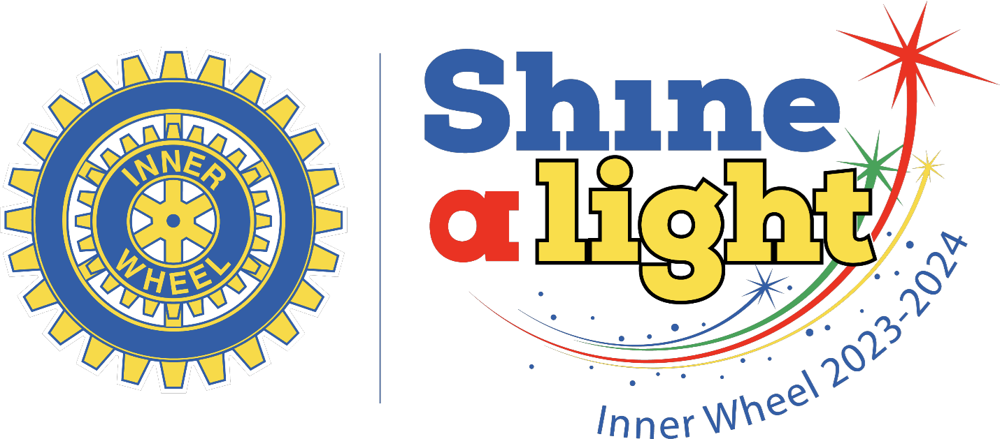 INNER
WHEEL
Shine
a light
Inner Wheel 2023-2024